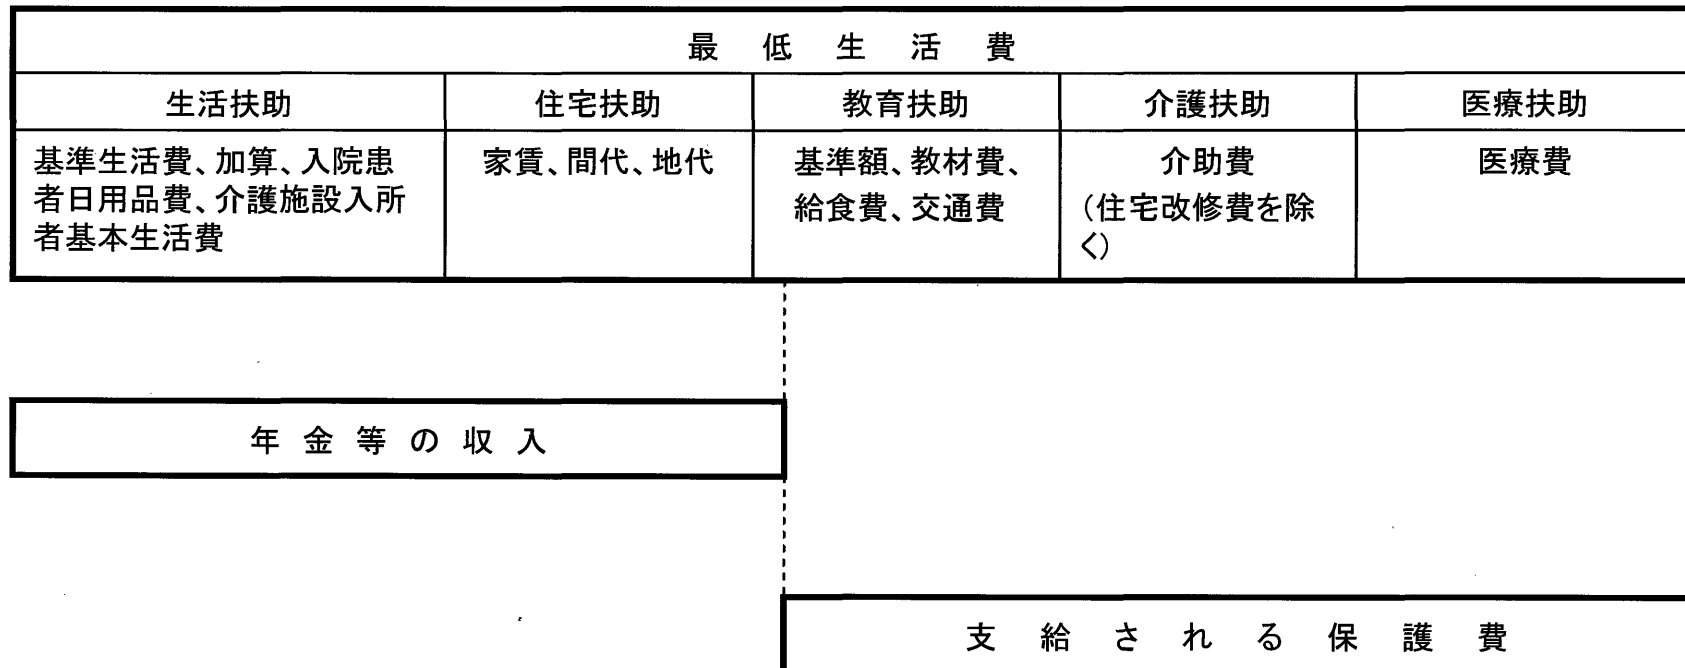 最低生活費
生活扶助 住宅扶助 教育扶助 介護扶助 医療扶助
基準生活費、加算、入院患
者日用品費、介護施設入所
者基本生活費
家賃、間代、地代
基準額、教材費、
給食費、交通費
介助費
(住宅改修費を除
く)
医療費
年金等の収入
支給される保護費